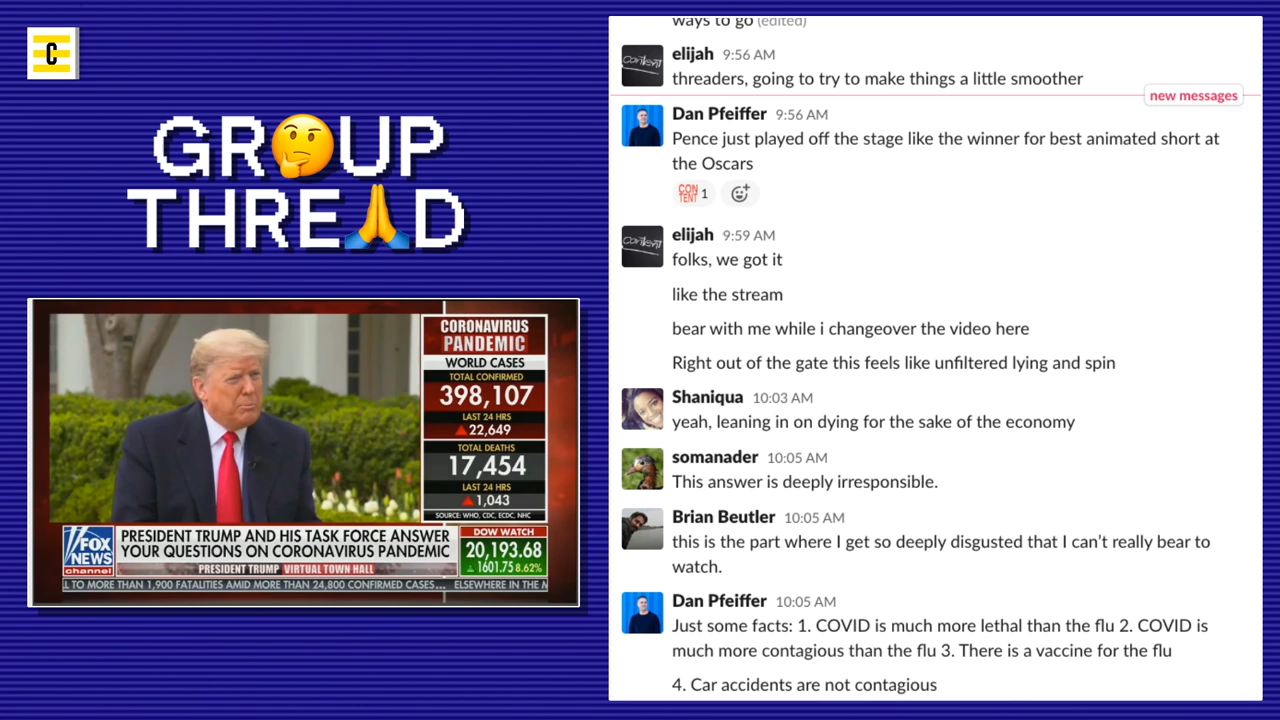 C
GR🤔UP
THRE🙏D
CORONAVIRUS
PANDEMIC
WORLD CASES
TOTAL CONFIRMED
398,107
LAST 24 HRS
▲22,649
TOTAL DEATHS
17,454
LAST 24 HRS
▲1,043
SOURCE: WHO, CDC, ECDC, NHC
FOX
NEWS
channel
PRESIDENT TRUMP AND HIS TASK FORCE ANSWER
YOUR QUESTIONS ON CORONAVIRUS PANDEMIC
PRESIDENT TRUMP VIRTUAL TOWN HALL
DOW WATCH
20,193.68
▲ 1601.75 8.62%
L TO MORE THAN 1,900 FATALITIES AMID MORE THAN 24,800 CONFIRMED CASES... ELSEWHERE IN THE M
ways to go (edited)
elijah 9:56 AM
threaders, going to try to make things a little smoother
new messages
Dan Pfeiffer 9:56 AM
Pence just played off the stage like the winner for best animated short at
the Oscars
CON
TENT 1
elijah 9:59 AM
folks, we got it
like the stream
bear with me while i changeover the video here
Right out of the gate this feels like unfiltered lying and spin
Shaniqua 10:03 AM
yeah, leaning in on dying for the sake of the economy
somanader 10:05 AM
This answer is deeply irresponsible.
Brian Beutler 10:05 AM
this is the part where I get so deeply disgusted that I can't really bear to
watch.
Dan Pfeiffer 10:05 AM
Just some facts: 1. COVID is much more lethal than the flu 2. COVID is
much more contagious than the flu 3. There is a vaccine for the flu
4. Car accidents are not contagious